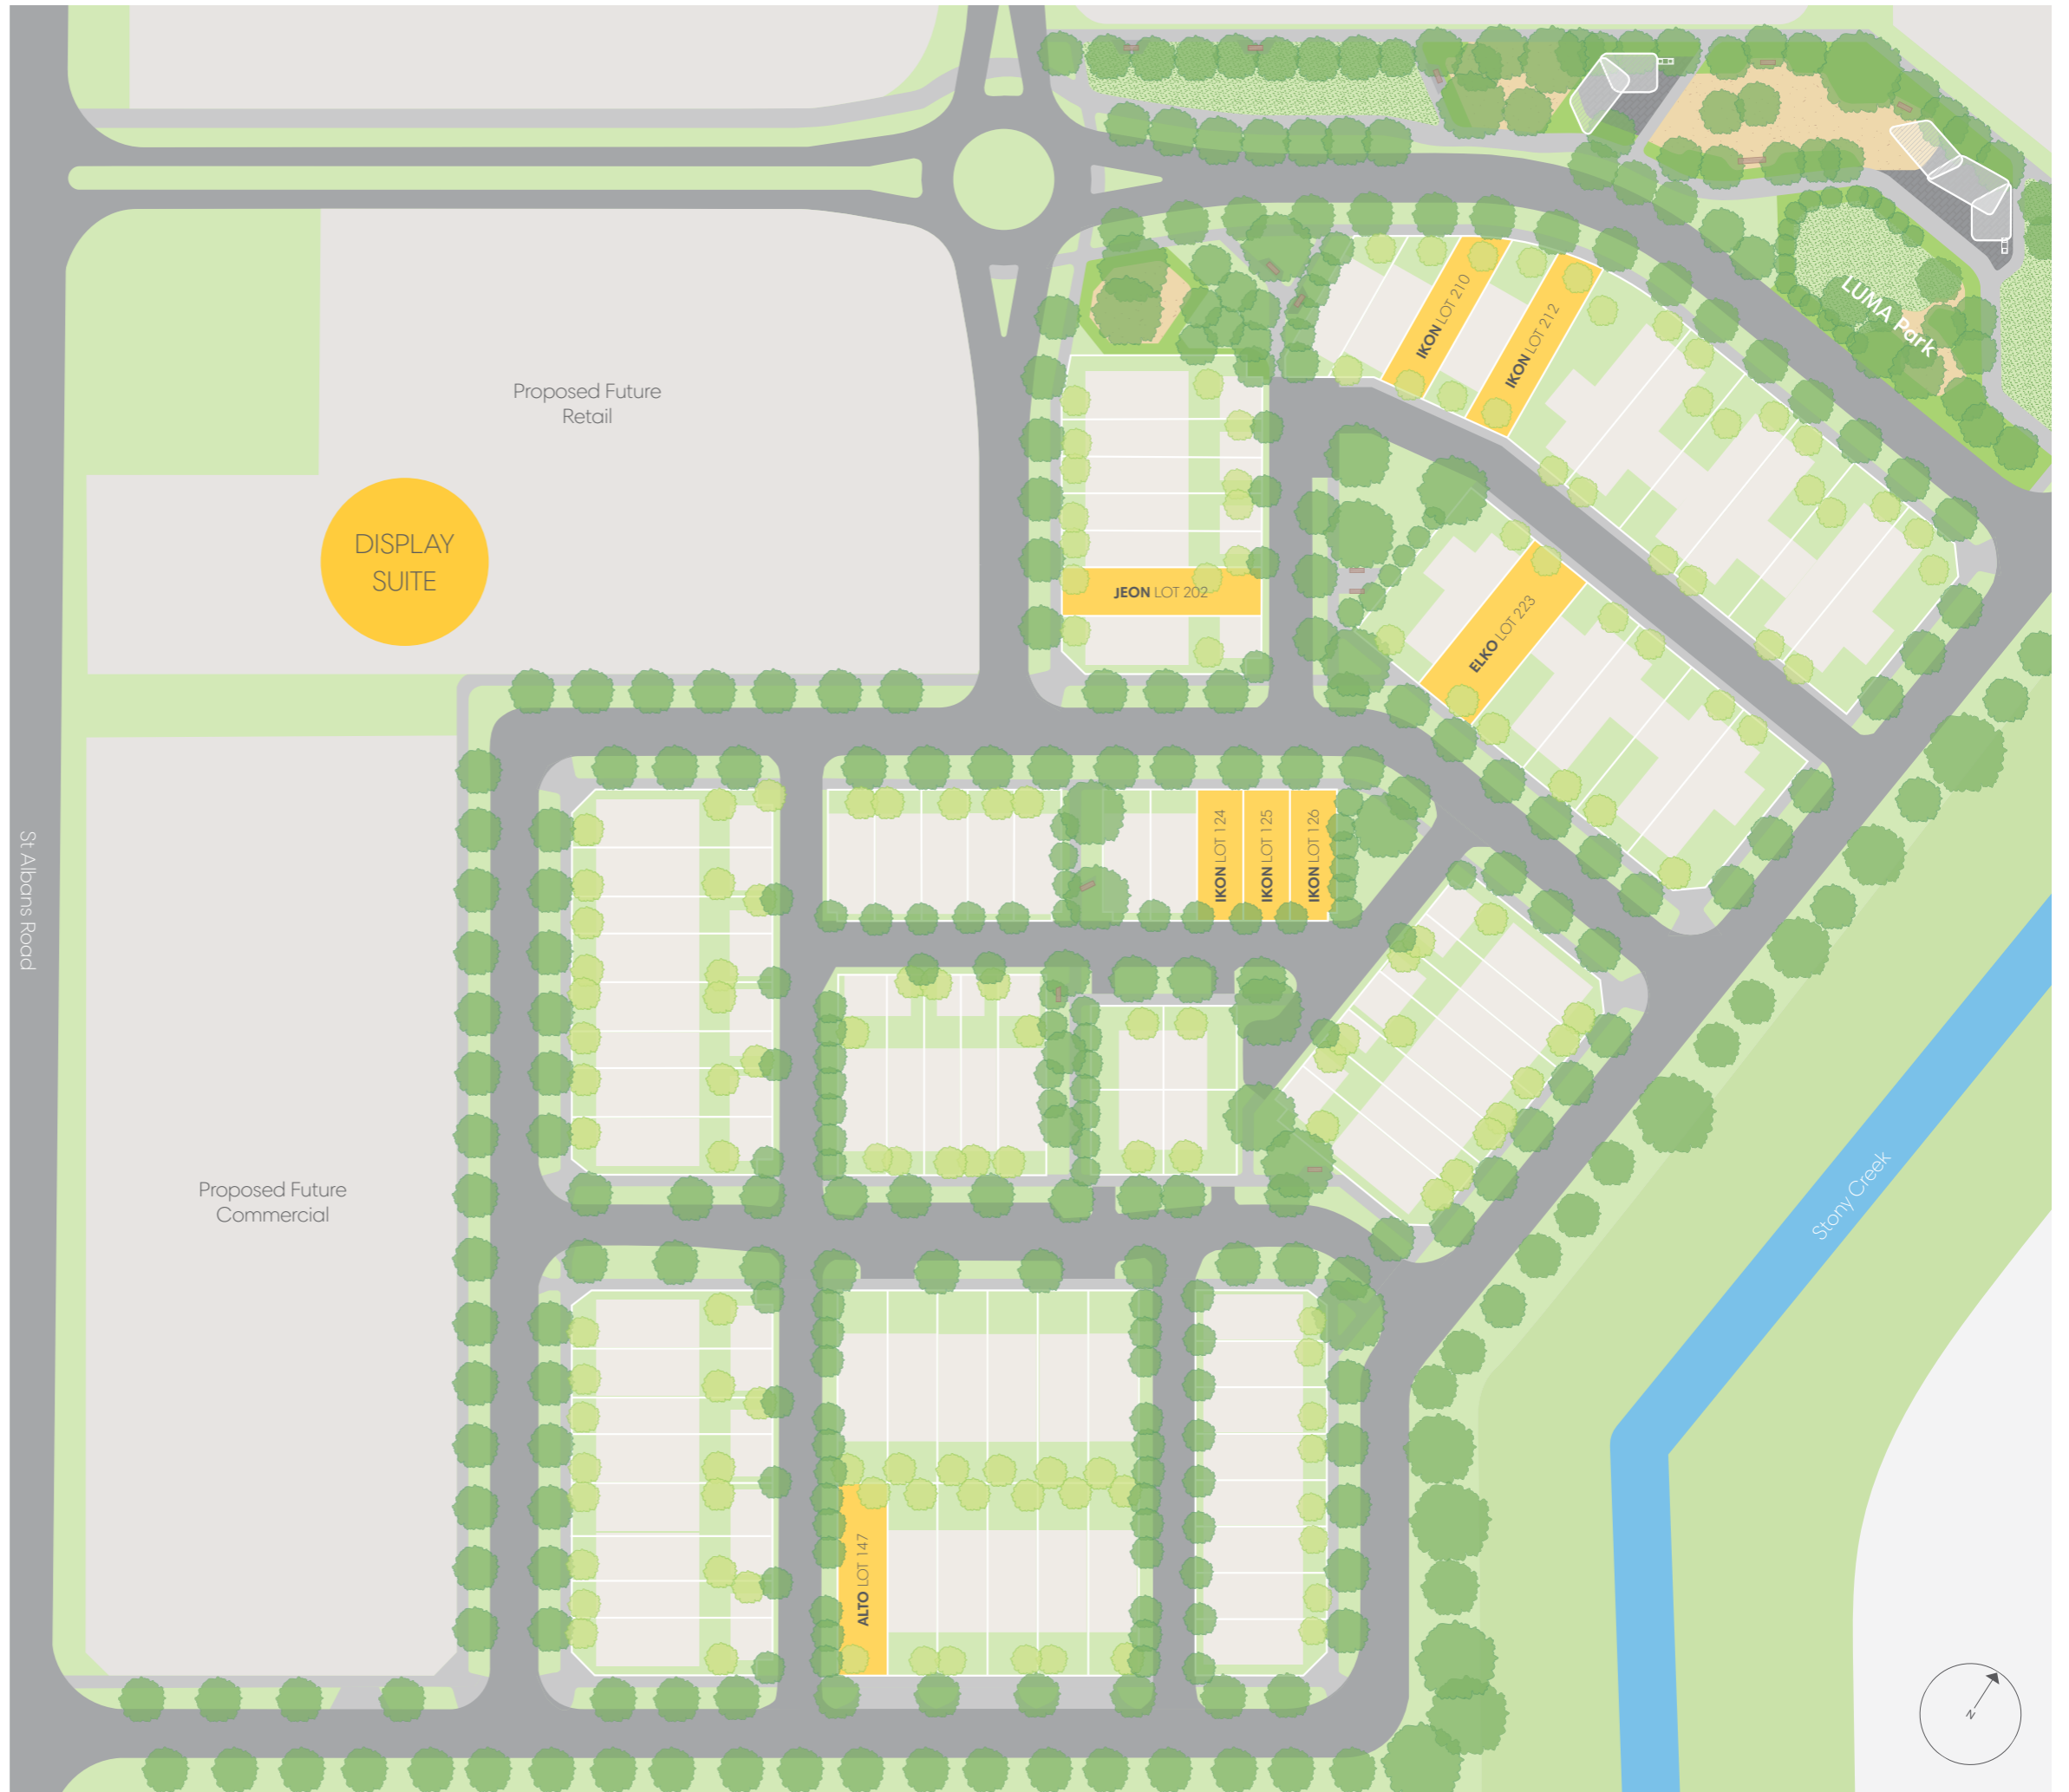 LUMA Park
IKON LOT 210
IKON LOT 212
Proposed Future
Retail
DISPLAY
SUITE
JEON LOT 202
ELKO LOT 223
IKON LOT 124
IKON LOT 125
IKON LOT 126
St Albans Road
Proposed Future
Commercial
Stony Creek
ALTO LOT 147
N